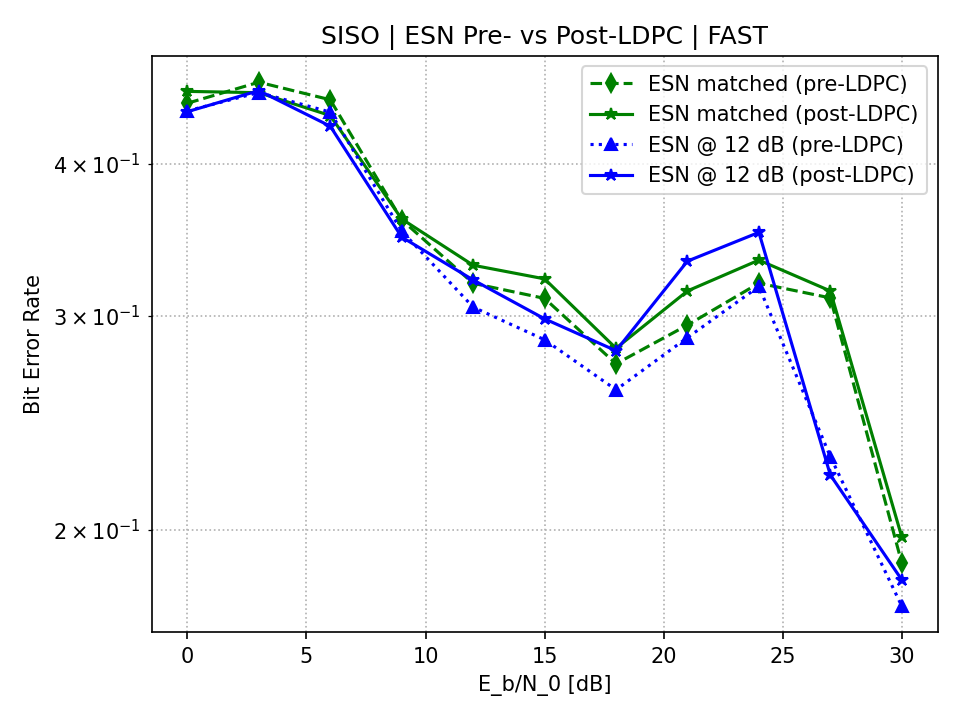 SISO | ESN Pre- vs Post-LDPC | FAST
ESN matched (pre-LDPC)
ESN matched (post-LDPC)
ESN @ 12 dB (pre-LDPC)
ESN @ 12 dB (post-LDPC)
Bit Error Rate
4 × 10⁻¹
3 × 10⁻¹
2 × 10⁻¹
0 5 10 15 20 25 30
E_b/N_0 [dB]